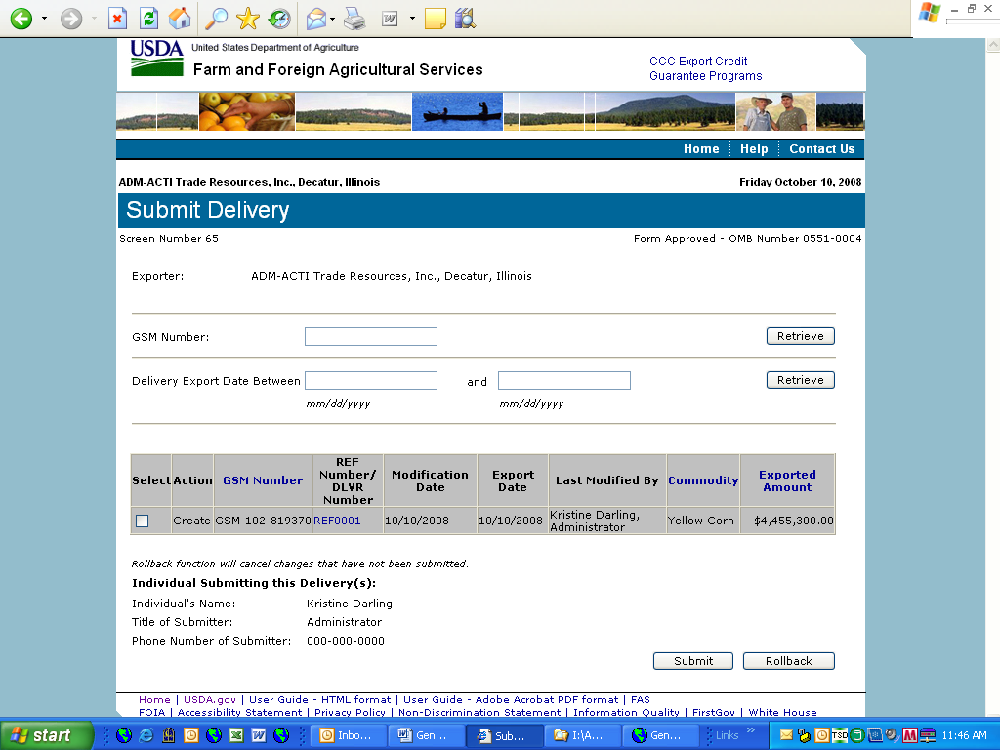 USDA United States Department of Agriculture
Farm and Foreign Agricultural Services
CCC Export Credit
Guarantee Programs
Home Help Contact Us
ADM-ACTI Trade Resources, Inc., Decatur, Illinois Friday October 10, 2008
Submit Delivery
Screen Number 65 Form Approved - OMB Number 0551-0004
Exporter: ADM-ACTI Trade Resources, Inc., Decatur, Illinois
GSM Number: Retrieve
Delivery Export Date Between and Retrieve
mm/dd/yyyy mm/dd/yyyy
Select Action GSM Number REF Number/ DLVR Number Modification Date Export Date Last Modified By Commodity Exported Amount
Create GSM-102-819370 REF0001 10/10/2008 10/10/2008 Kristine Darling, Administrator Yellow Corn $4,455,300.00
Rollback function will cancel changes that have not been submitted.
Individual Submitting this Delivery(s):
Individual's Name: Kristine Darling
Title of Submitter: Administrator
Phone Number of Submitter: 000-000-0000
Submit Rollback
Home | USDA.gov | User Guide - HTML format | User Guide - Adobe Acrobat PDF format | FAS
FOIA | Accessibility Statement | Privacy Policy | Non-Discrimination Statement | Information Quality | FirstGov | White House
start Inbo... Gen... Sub... I:\A... Gen... Links » TSD 11:46 AM